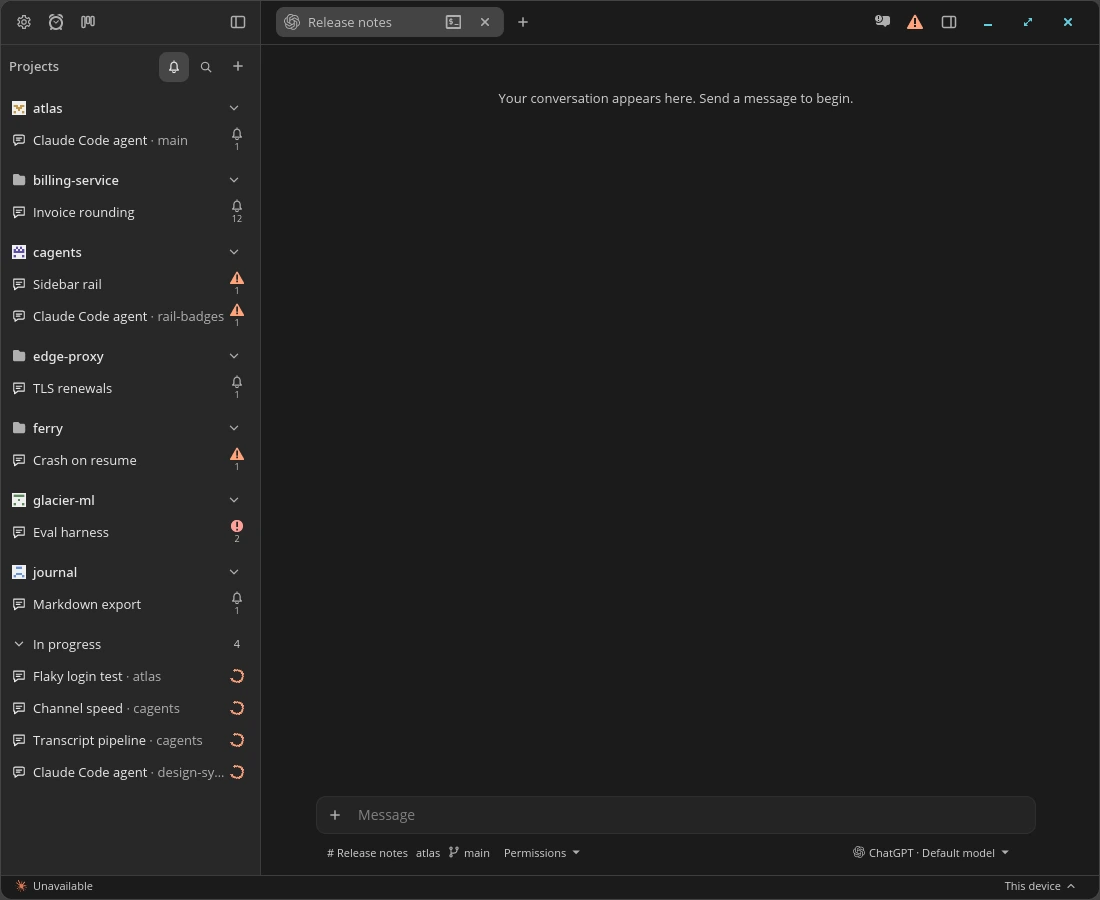 Release notes
Projects
Your conversation appears here. Send a message to begin.
atlas
Claude Code agent · main
1
billing-service
Invoice rounding
12
cagents
Sidebar rail
1
Claude Code agent · rail-badges
1
edge-proxy
TLS renewals
1
ferry
Crash on resume
1
glacier-ml
Eval harness
2
journal
Markdown export
1
In progress 4
Flaky login test · atlas
Channel speed · cagents
Transcript pipeline · cagents
Claude Code agent · design-sy...
Message
# Release notes atlas main Permissions ChatGPT · Default model
Unavailable This device